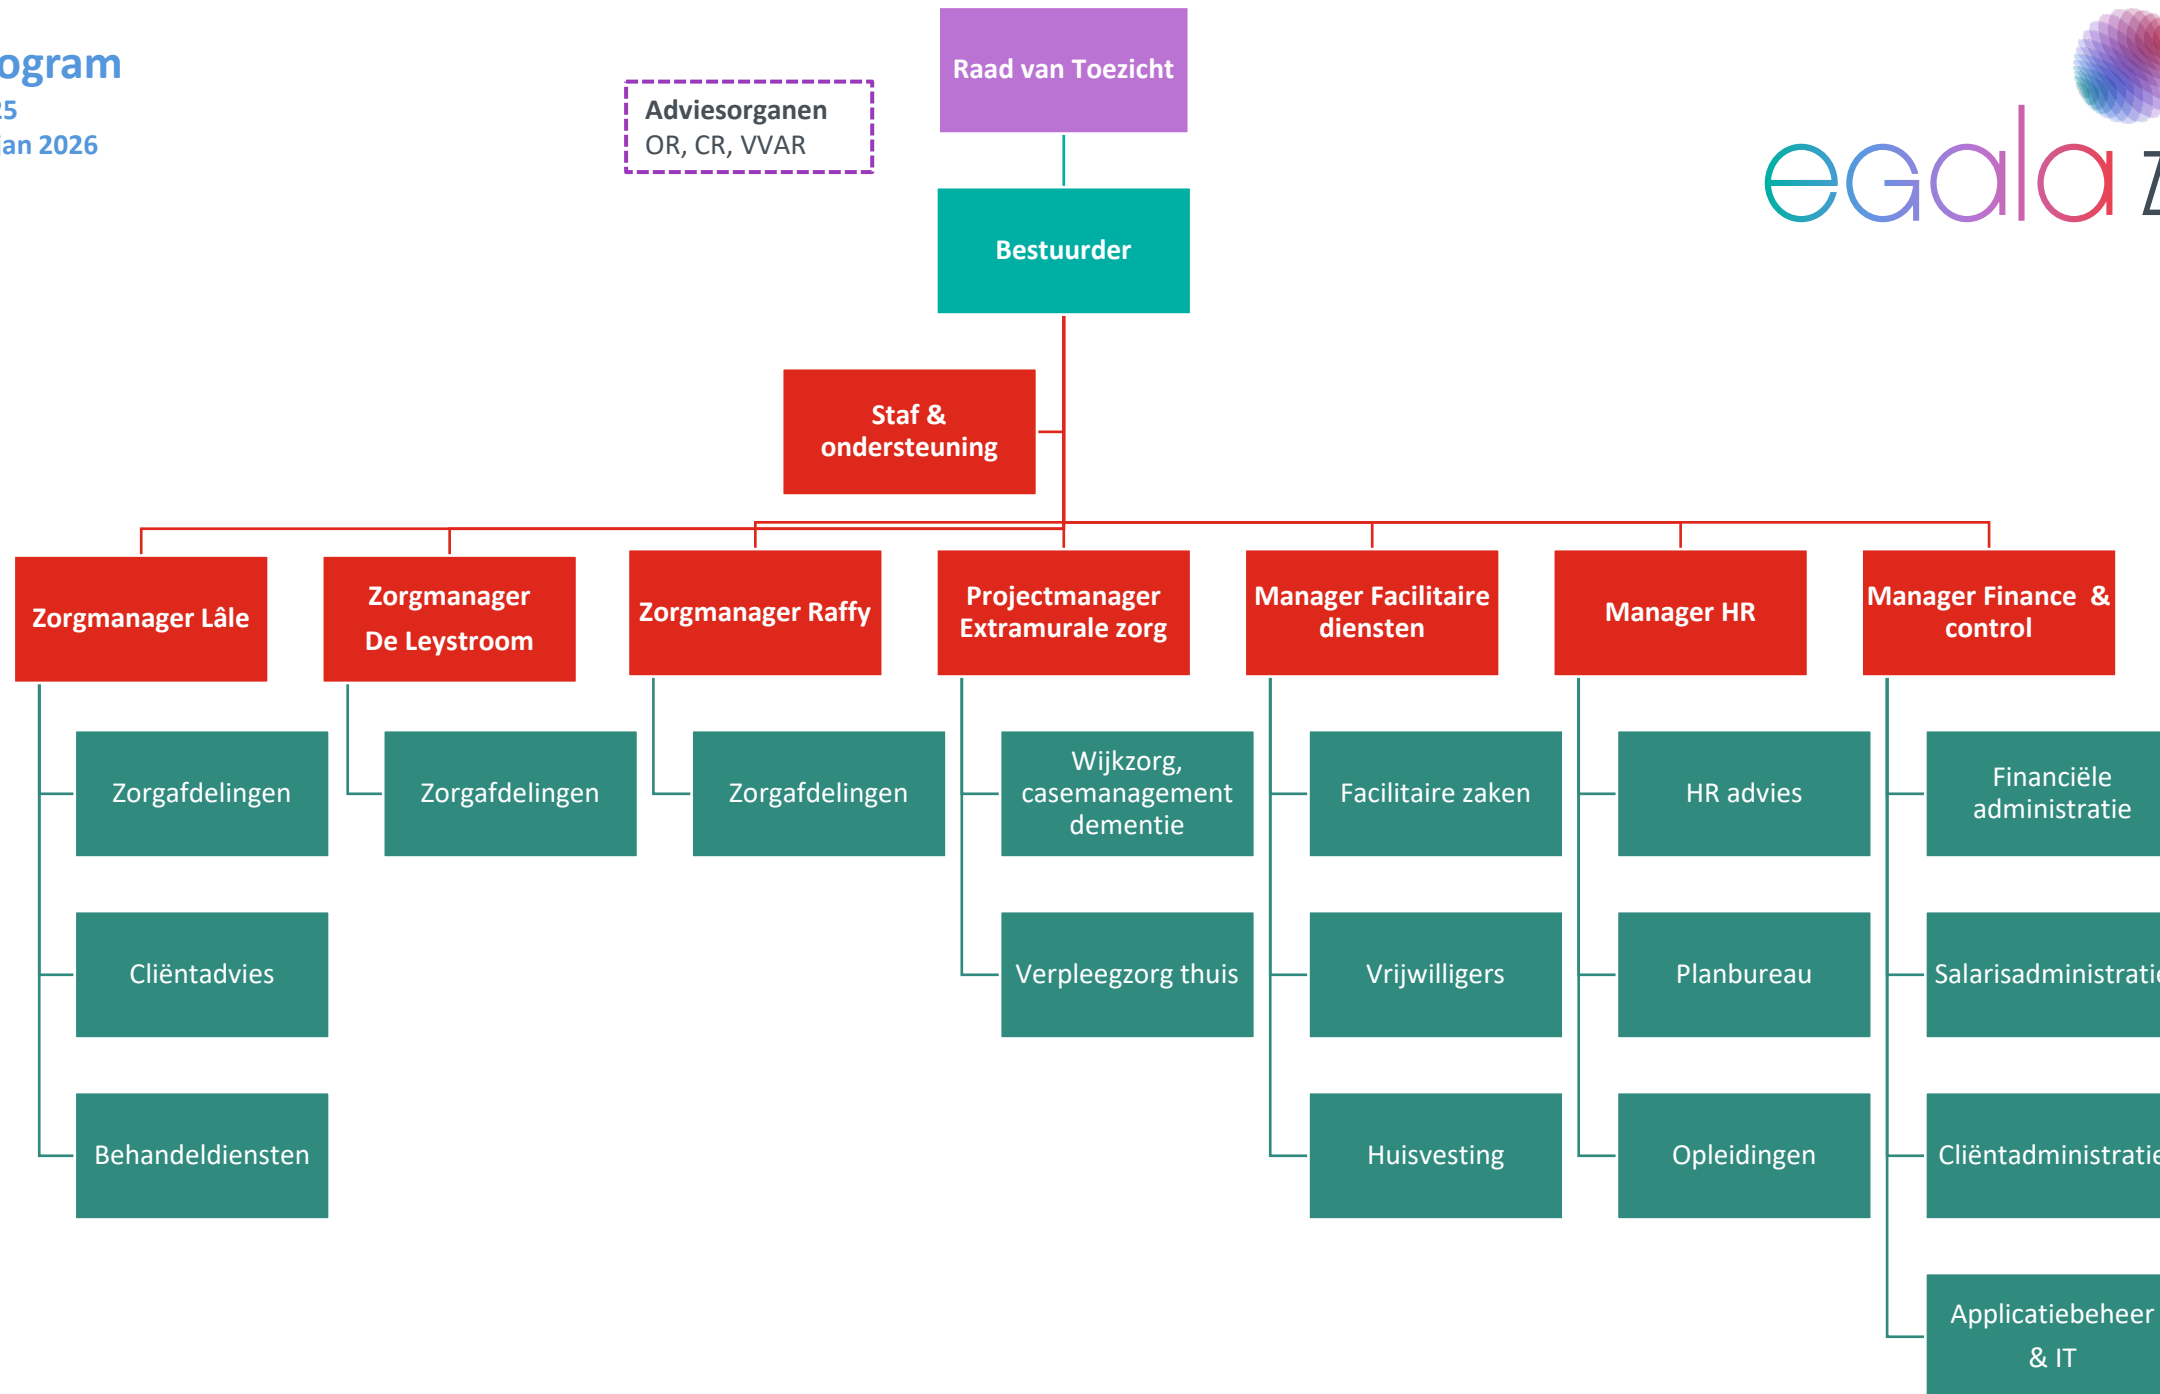 ogram
25
jan 2026
Adviesorganen
OR, CR, VVAR
Raad van Toezicht
egala z
Bestuurder
Staf &
ondersteuning
Zorgmanager Lâle
Zorgmanager
De Leystroom
Zorgmanager Raffy
Projectmanager
Extramurale zorg
Manager Facilitaire
diensten
Manager HR
Manager Finance & 
control
Zorgafdelingen
Zorgafdelingen
Zorgafdelingen
Wijkzorg,
casemanagement
dementie
Facilitaire zaken
HR advies
Financiële
administratie
Cliëntadvies
Verpleegzorg thuis
Vrijwilligers
Planbureau
Salarisadministratie
Behandeldiensten
Huisvesting
Opleidingen
Cliëntadministratie
Applicatiebeheer
& IT